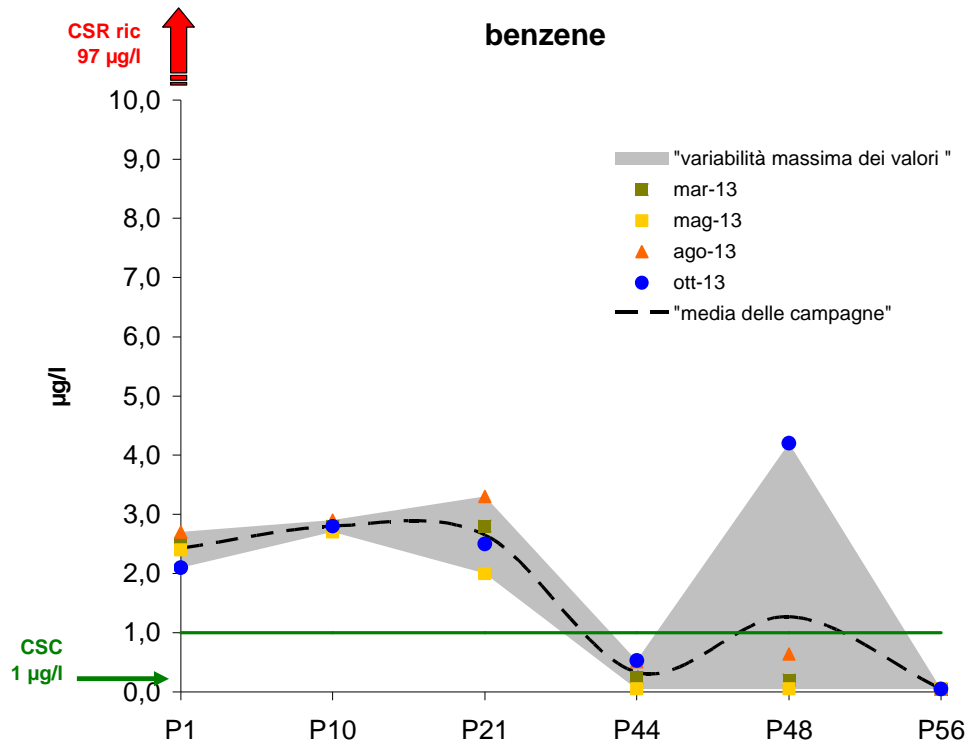 CSR ric
97 µg/l
benzene
10,0
9,0
8,0
7,0
6,0
5,0
4,0
3,0
2,0
1,0
0,0
µg/l
"variabilità massima dei valori "
mar-13
mag-13
ago-13
ott-13
"media delle campagne"
CSC
1 µg/l
P1 P10 P21 P44 P48 P56